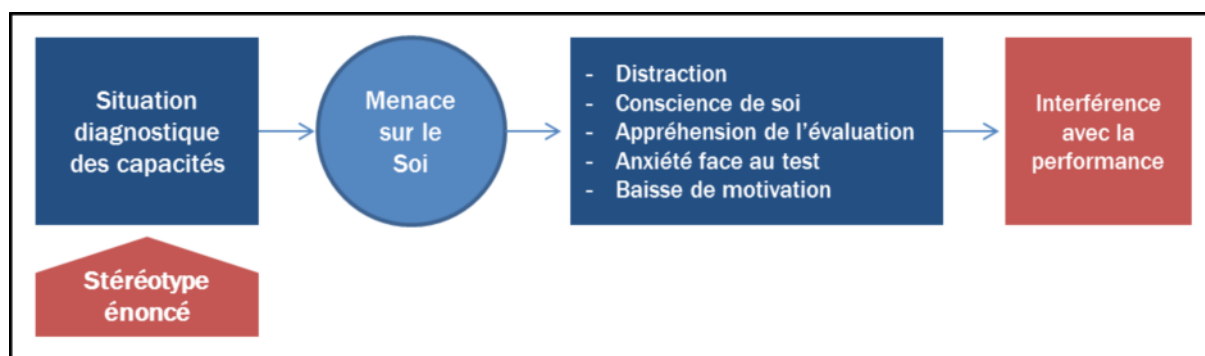 Situation
diagnostique
des capacités
Menace
sur le
Soi
- Distraction
- Conscience de soi
- Appréhension de l'évaluation
- Anxiété face au test
- Baisse de motivation
Interférence
avec la
performance
Stéréotype
énoncé